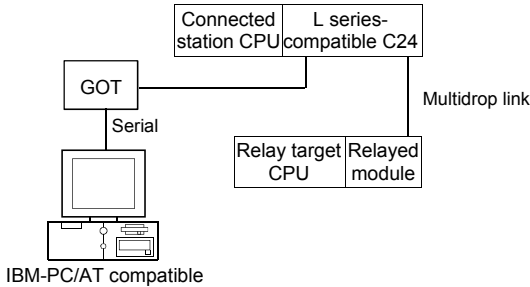 Connected
station CPU
L series-
compatible C24
GOT
Multidrop link
Serial
Relay target
CPU
Relayed
module
IBM-PC/AT compatible